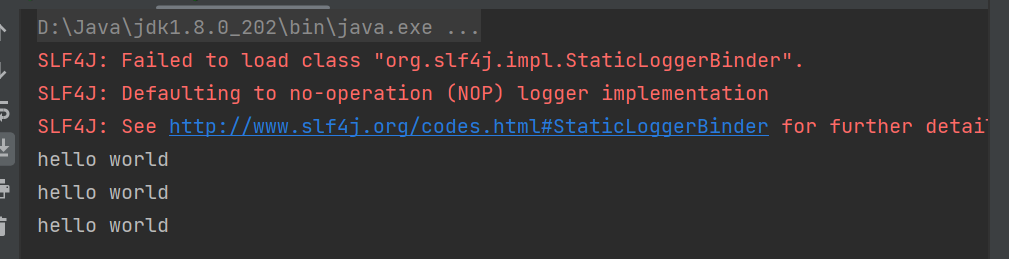 D:\Java\jdk1.8.0_202\bin\java.exe ...
SLF4J: Failed to load class "org.slf4j.impl.StaticLoggerBinder".
SLF4J: Defaulting to no-operation (NOP) logger implementation
SLF4J: See http://www.slf4j.org/codes.html#StaticLoggerBinder for further
hello world
hello world
hello world